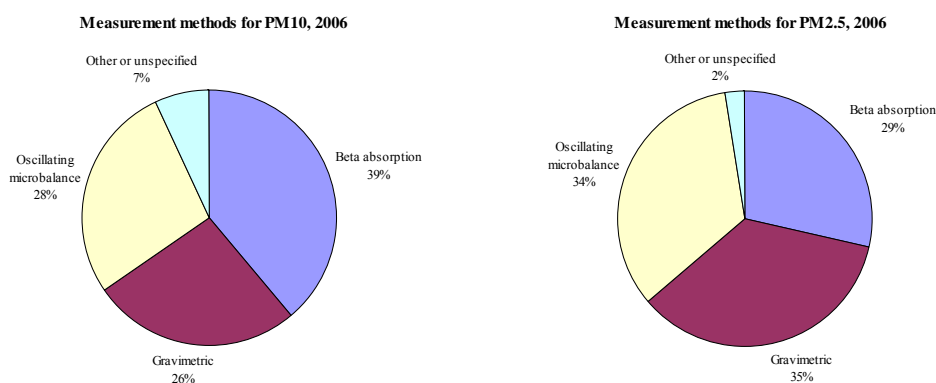 Measurement methods for PM10, 2006
Other or unspecified
7%
Beta absorption
39%
Oscillating
microbalance
28%
Gravimetric
26%
Measurement methods for PM2.5, 2006
Other or unspecified
2%
Beta absorption
29%
Oscillating
microbalance
34%
Gravimetric
35%